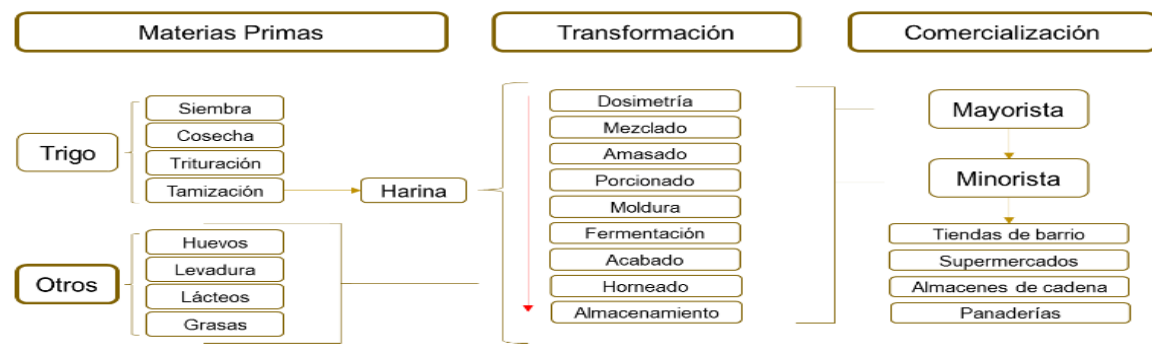 Materias Primas
Transformación
Comercialización
Trigo
Siembra
Cosecha
Trituración
Tamización
Harina
Otros
Huevos
Levadura
Lácteos
Grasas
Dosimetría
Mezclado
Amasado
Porcionado
Moldura
Fermentación
Acabado
Horneado
Almacenamiento
Mayorista
Minorista
Tiendas de barrio
Supermercados
Almacenes de cadena
Panaderías